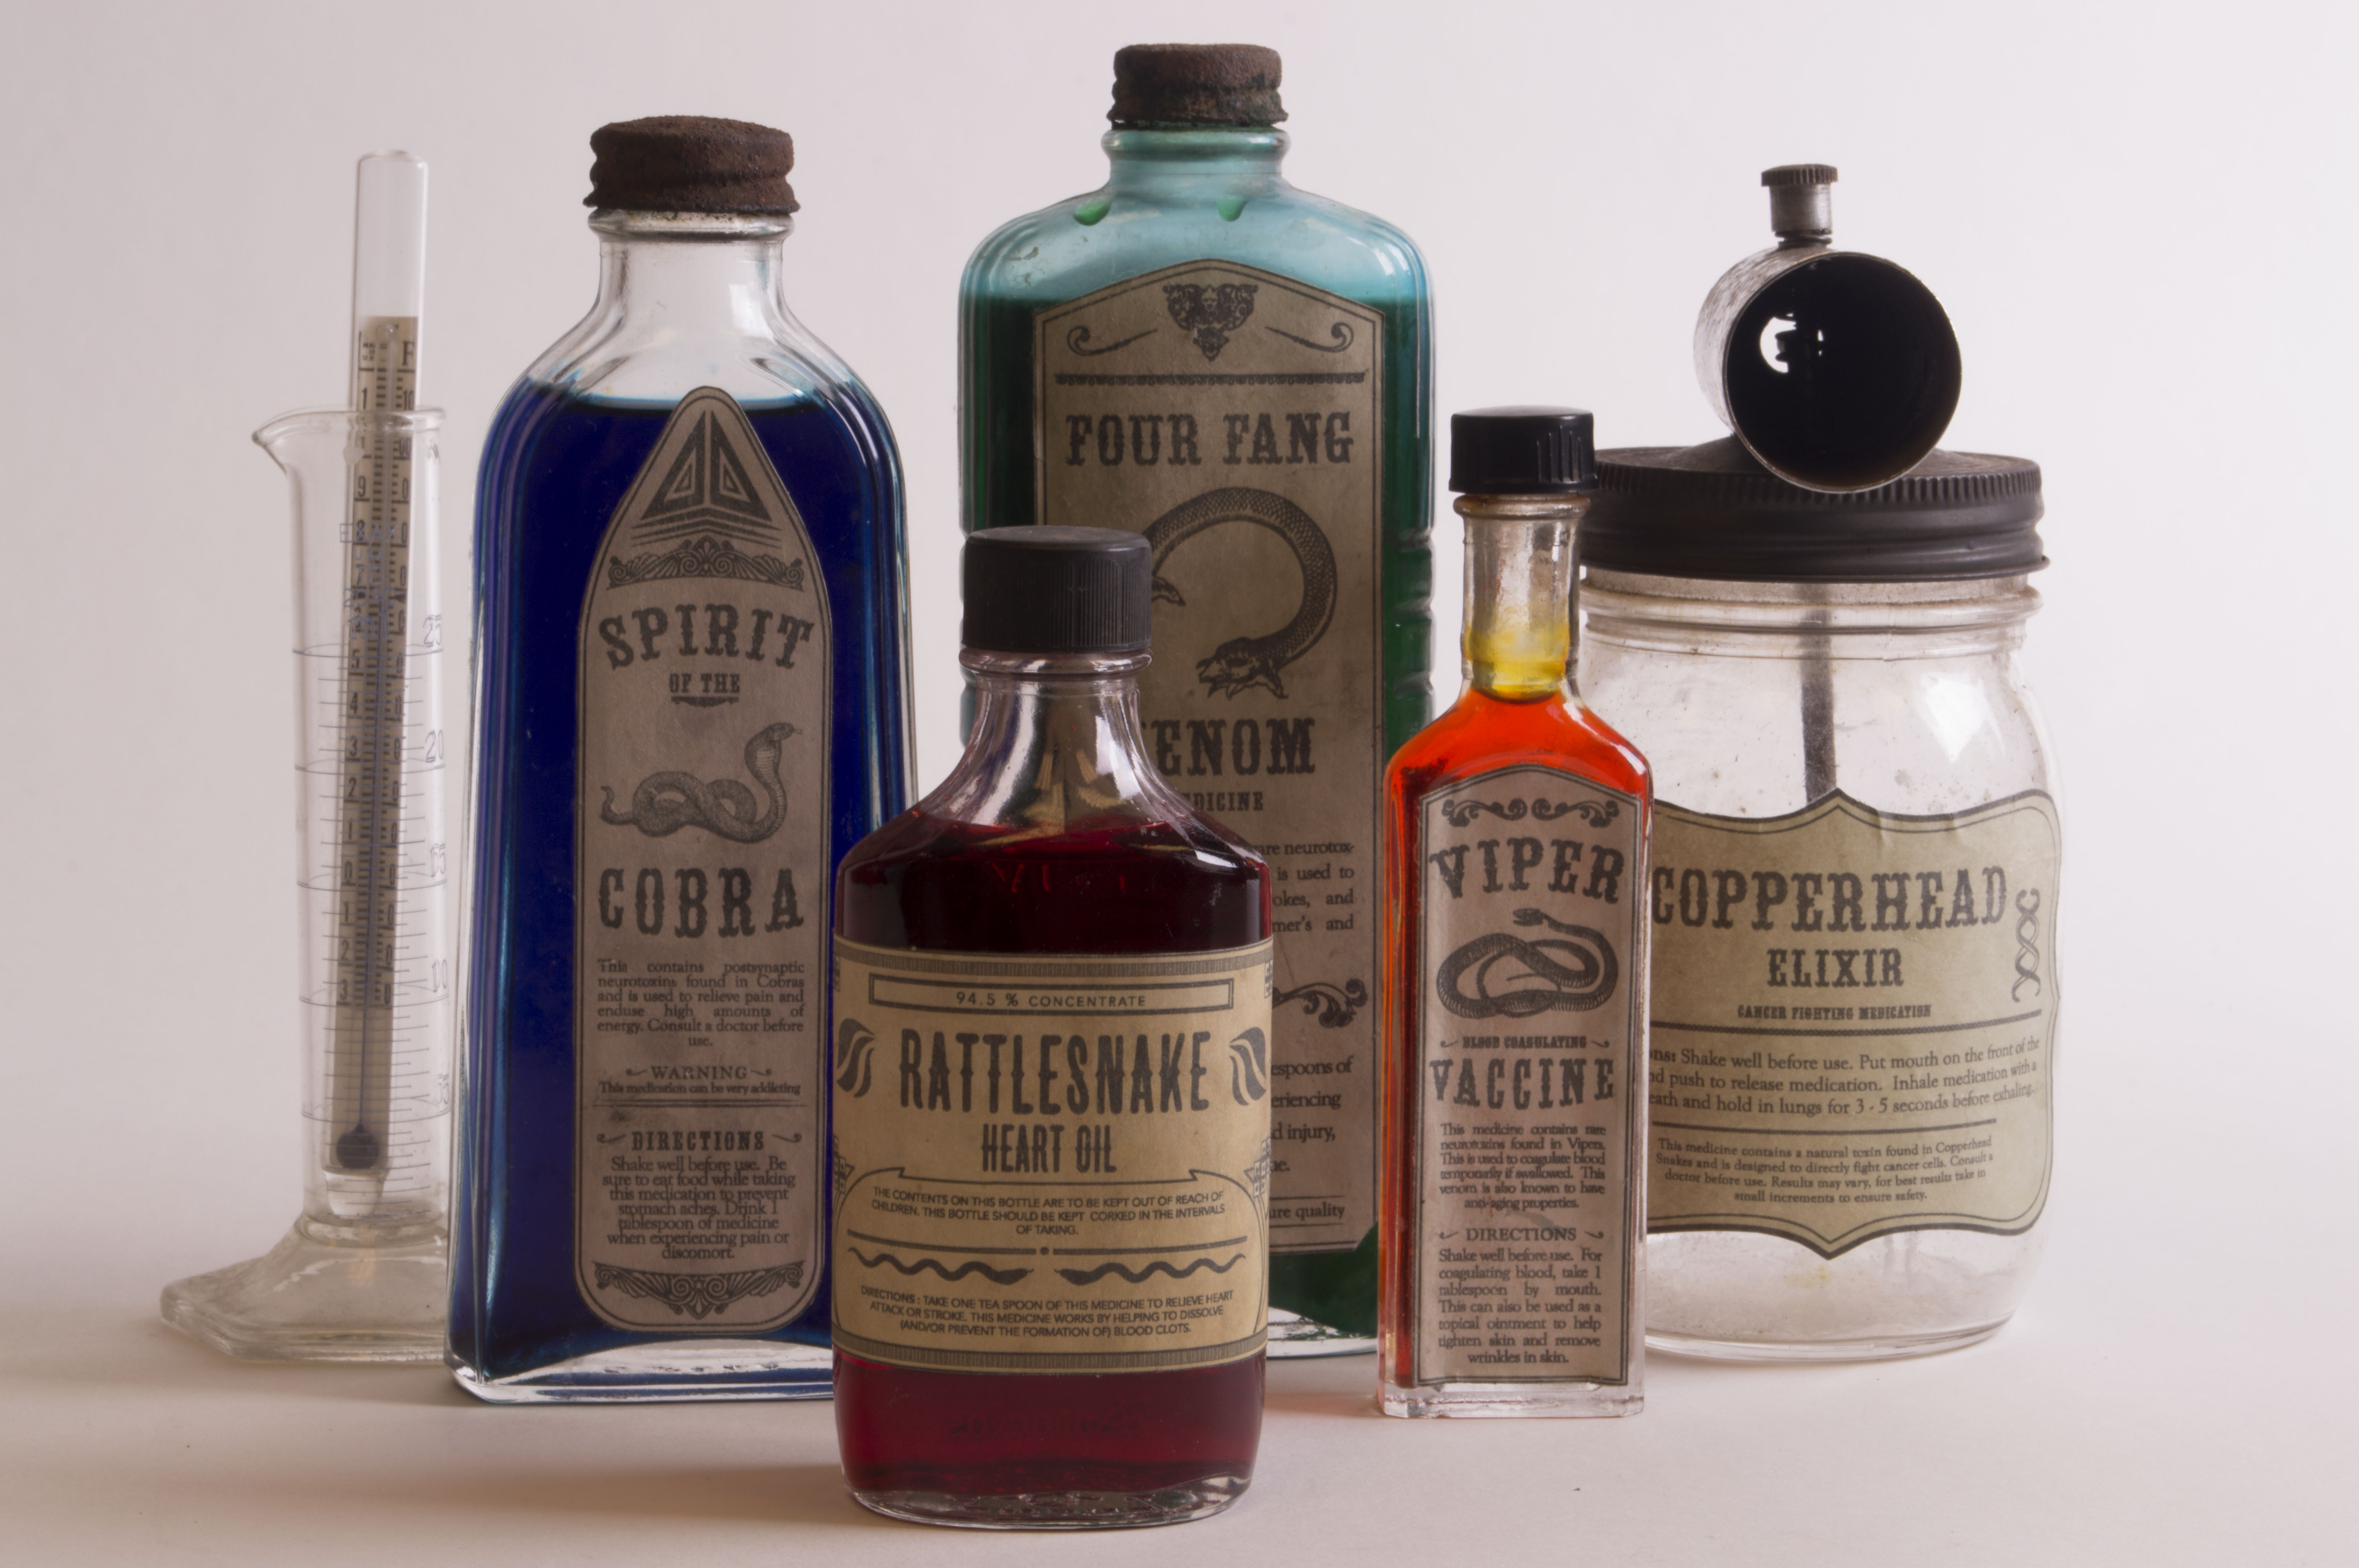 SPIRIT
OF THE
COBRA
This contains postsynaptic
neurotoxins found in Cobras
and is used to relieve pain and
enduse high amounts of
energy. Consult a doctor before
use.
WARNING
This medication can be very addicting
DIRECTIONS
Shake well before use. Be
sure to eat food while taking
this medication to prevent
stomach aches. Drink 1
tablespoon of medicine
when experiencing pain or
discomort.
FOUR FANG
ENOM
DICINE
are neurotox-
is used to
okes, and
mer's and
espoons of
eriencing
d injury,
ue.
ure quality
94.5 % CONCENTRATE
RATTLESNAKE
HEART OIL
THE CONTENTS ON THIS BOTTLE ARE TO BE KEPT OUT OF REACH OF
CHILDREN. THIS BOTTLE SHOULD BE KEPT CORKED IN THE INTERVALS
OF TAKING.
DIRECTIONS : TAKE ONE TEA SPOON OF THIS MEDICINE TO RELIEVE HEART
ATTACK OR STROKE. THIS MEDICINE WORKS BY HELPING TO DISSOLVE
(AND/OR PREVENT THE FORMATION OF) BLOOD CLOTS.
VIPER
BLOOD COAGULATING
VACCINE
This medicine contains rare
neurotoxins found in Vipers.
This is used to coagulate blood
temporarily if swallowed. This
venom is also known to have
anti-aging properties.
DIRECTIONS
Shake well before use. For
coagulating blood, take 1
tablespoon by mouth.
This can also be used as a
topical ointment to help
tighten skin and remove
wrinkles in skin.
COPPERHEAD
ELIXIR
CANCER FIGHTING MEDICATION
ons: Shake well before use. Put mouth on the front of the
nd push to release medication. Inhale medication with a
eath and hold in lungs for 3 - 5 seconds before exhaling.
This medicine contains a natural toxin found in Copperhead
Snakes and is designed to directly fight cancer cells. Consult a
doctor before use. Results may vary, for best results take in
small increments to ensure safety.
25
20
15
10
F